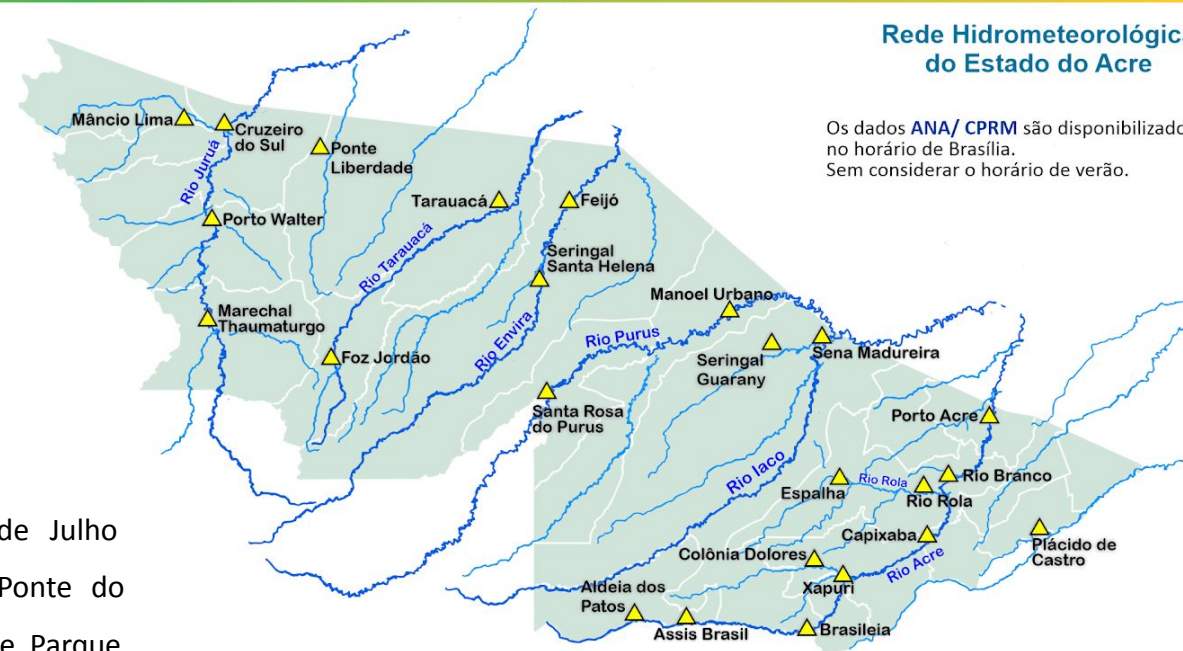 Rede Hidrometeorológica
do Estado do Acre
Os dados ANA/ CPRM são disponibilizado
no horário de Brasília.
Sem considerar o horário de verão.
Mâncio Lima
Cruzeiro
do Sul
Ponte
Liberdade
Rio Juruá
Porto Walter
Tarauacá
Feijó
Rio Tarauacá
Seringal
Santa Helena
Marechal
Thaumaturgo
Foz Jordão
Rio Envira
Manoel Urbano
Rio Purus
Seringal
Guarany
Sena Madureira
Santa Rosa
do Purus
Porto Acre
Rio Iaco
Espalha
Rio Rola
Rio Rola
Rio Branco
Capixaba
Plácido de
Castro
Colônia Dolores
Xapuri
Rio Acre
Aldeia dos
Patos
Assis Brasil
Brasileia
de Julho
Ponte do
e Parque